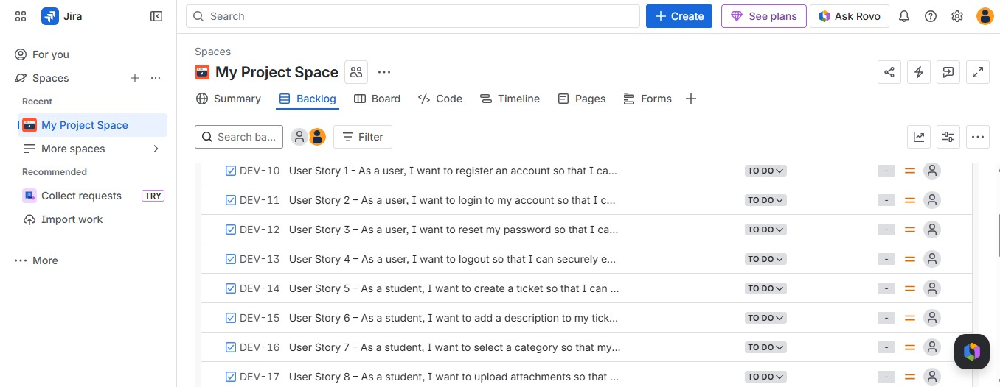 Jira
Search
Create
See plans
Ask Rovo
For you
Spaces
Recent
My Project Space
More spaces
Recommended
Collect requests TRY
Import work
More
Spaces
My Project Space
Summary Backlog Board Code Timeline Pages Forms
Search ba... Filter
DEV-10 User Story 1 - As a user, I want to register an account so that I ca... TO DO -
DEV-11 User Story 2 – As a user, I want to login to my account so that I c... TO DO -
DEV-12 User Story 3 – As a user, I want to reset my password so that I ca... TO DO -
DEV-13 User Story 4 – As a user, I want to logout so that I can securely e... TO DO -
DEV-14 User Story 5 – As a student, I want to create a ticket so that I can ... TO DO -
DEV-15 User Story 6 – As a student, I want to add a description to my tick... TO DO -
DEV-16 User Story 7 – As a student, I want to select a category so that my... TO DO -
DEV-17 User Story 8 – As a student, I want to upload attachments so that ... TO DO -